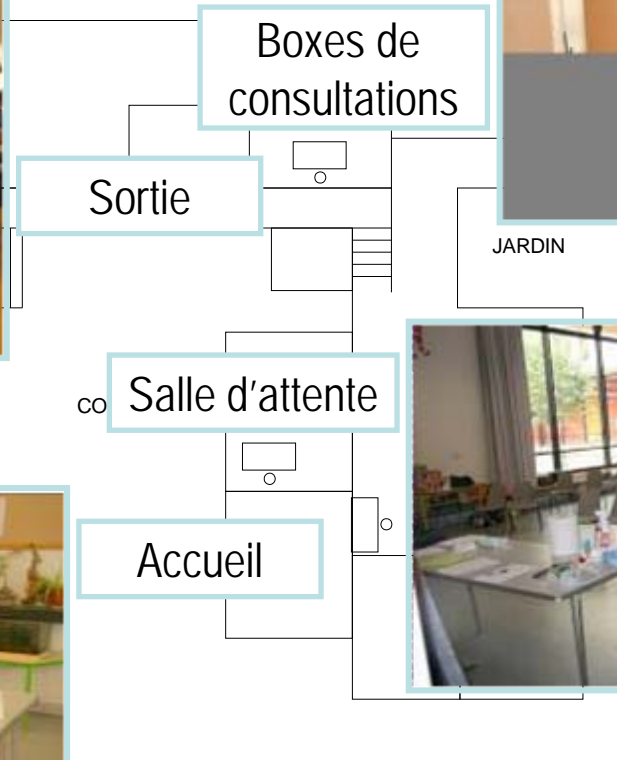 Boxes de
consultations
Sortie
JARDIN
Salle d'attente
CO
Accueil